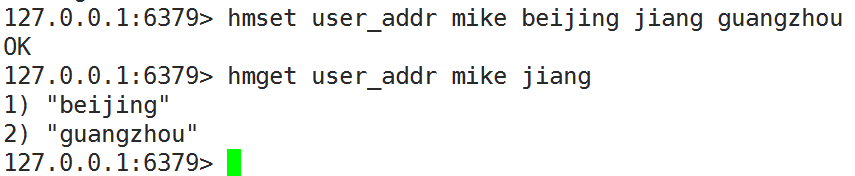 127.0.0.1:6379> hmset user_addr mike beijing jiang guangzhou
OK
127.0.0.1:6379> hmget user_addr mike jiang
1) "beijing"
2) "guangzhou"
127.0.0.1:6379>